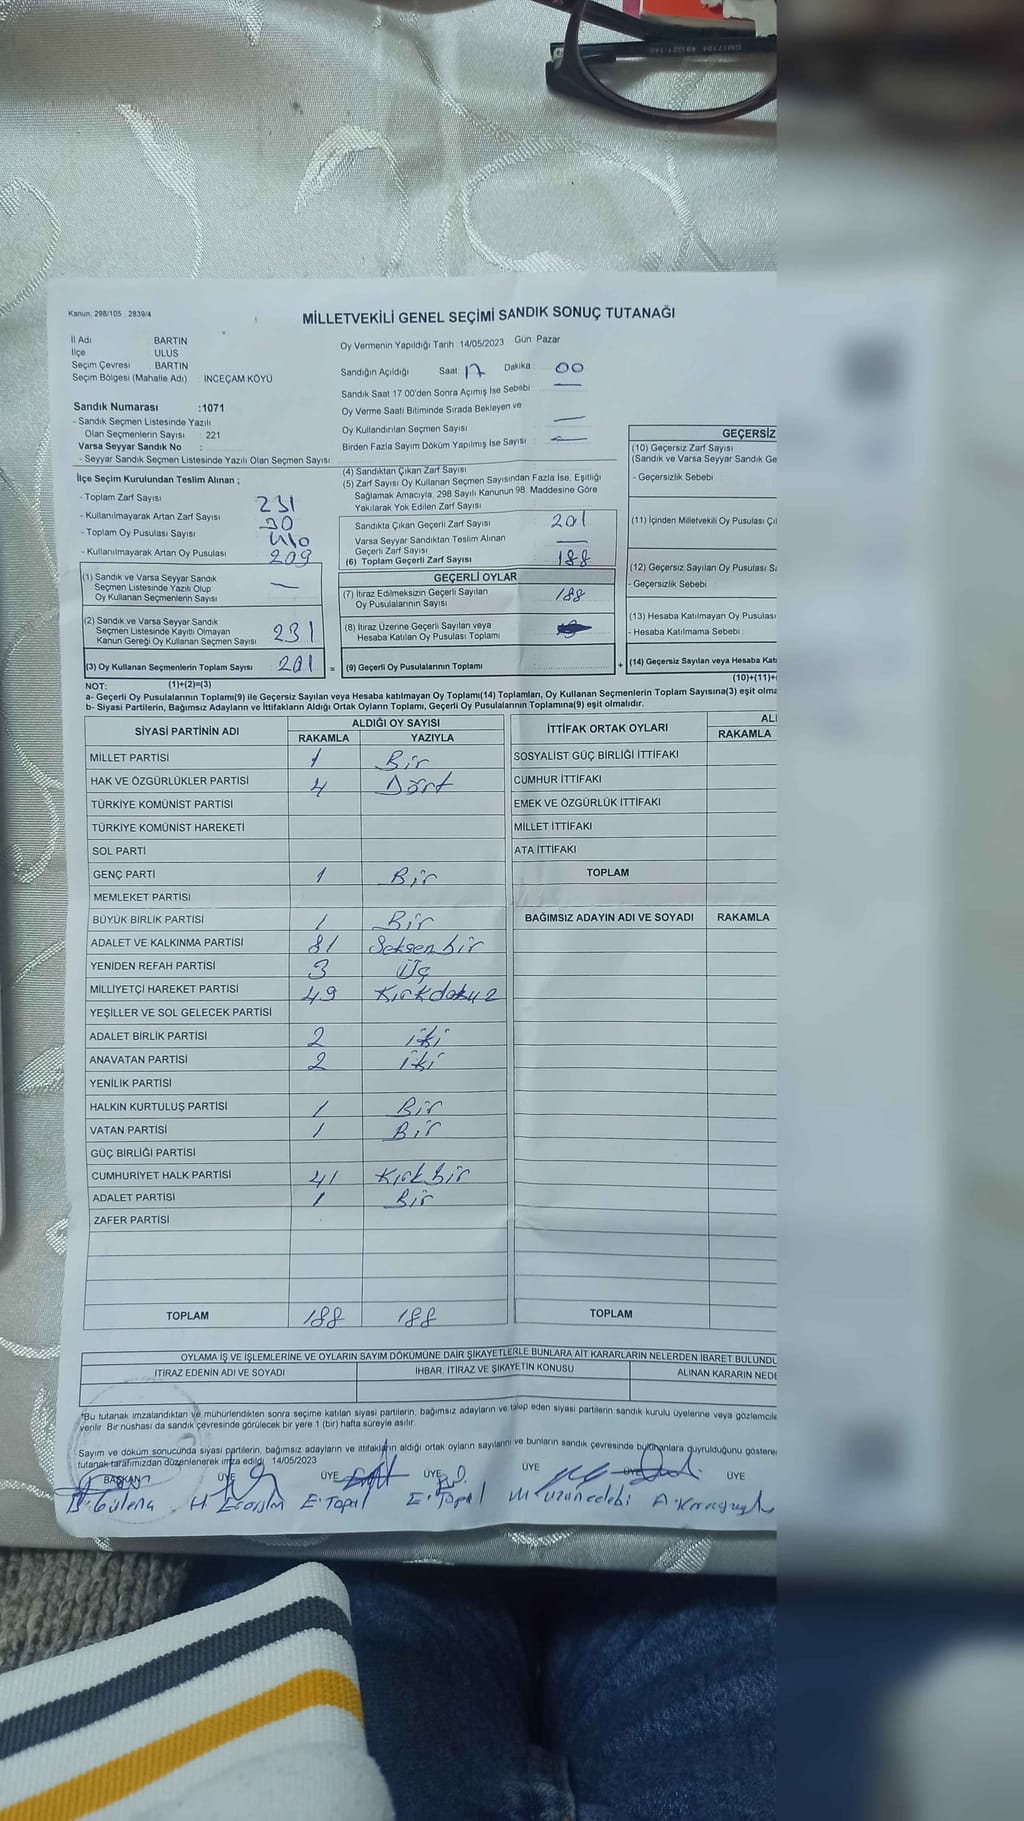 Kanun, 298/105 , 2839/4
MİLLETVEKİLİ GENEL SEÇİMİ SANDIK SONUÇ TUTANAĞI
İl Adı : BARTIN
İlçe : ULUS
Seçim Çevresi : BARTIN
Seçim Bölgesi (Mahalle Adı) : İNCEÇAM KÖYÜ
Sandık Numarası :1071
- Sandık Seçmen Listesinde Yazılı
Olan Seçmenlerin Sayısı : 221
Varsa Seyyar Sandık No :
- Seyyar Sandık Seçmen Listesinde Yazılı Olan Seçmen Sayısı
Oy Vermenin Yapıldığı Tarih :14/05/2023 Gün Pazar
Sandığın Açıldığı Saat: 17 Dakika : 00
Sandık Saat 17:00'den Sonra Açımış İse Sebebi : —
Oy Verme Saati Bitiminde Sırada Bekleyen ve
Oy Kullandırılan Seçmen Sayısı : —
Birden Fazla Sayım Döküm Yapılmış İse Sayısı : —
İlçe Seçim Kurulundan Teslim Alınan ;
- Toplam Zarf Sayısı : 231
- Kullanılmayarak Artan Zarf Sayısı : 30
- Toplam Oy Pusulası Sayısı : 410
- Kullanılmayarak Artan Oy Pusulası : 209
(1) Sandık ve Varsa Seyyar Sandık
Seçmen Listesinde Yazılı Olup
Oy Kullanan Seçmenlerin Sayısı : —
(2) Sandık ve Varsa Seyyar Sandık
Seçmen Listesinde Kayıtlı Olmayan
Kanun Gereği Oy Kullanan Seçmen Sayısı : 231
(3) Oy Kullanan Seçmenlerin Toplam Sayısı : 201
(4) Sandıktan Çıkan Zarf Sayısı :
(5) Zarf Sayısı Oy Kullanan Seçmen Sayısından Fazla İse, Eşitliği
Sağlamak Amacıyla, 298 Sayılı Kanunun 98. Maddesine Göre
Yakılarak Yok Edilen Zarf Sayısı :
Sandıkta Çıkan Geçerli Zarf Sayısı : 201
Varsa Seyyar Sandıktan Teslim Alınan
Geçerli Zarf Sayısı : —
(6) Toplam Geçerli Zarf Sayısı : 188
GEÇERLİ OYLAR
(7) İtiraz Edilmeksizin Geçerli Sayılan
Oy Pusulalarının Sayısı : 188
(8) İtiraz Üzerine Geçerli Sayılan veya
Hesaba Katılan Oy Pusulası Toplamı :
= (9) Geçerli Oy Pusulalarının Toplamı : +
GEÇERSİZ
(10) Geçersiz Zarf Sayısı
(Sandık ve Varsa Seyyar Sandık Ge
- Geçersizlik Sebebi
(11) İçinden Milletvekili Oy Pusulası Çı
(12) Geçersiz Sayılan Oy Pusulası Sa
- Geçersizlik Sebebi
(13) Hesaba Katılmayan Oy Pusulası
- Hesaba Katılmama Sebebi
(14) Geçersiz Sayılan veya Hesaba Kat
(10)+(11)+
NOT: (1)+(2)=(3)
a- Geçerli Oy Pusulalarının Toplamı(9) ile Geçersiz Sayılan veya Hesaba katılmayan Oy Toplamı(14) Toplamları, Oy Kullanan Seçmenlerin Toplam Sayısına(3) eşit olma
b- Siyasi Partilerin, Bağımsız Adayların ve İttifakların Aldığı Ortak Oyların Toplamı, Geçerli Oy Pusulalarının Toplamına(9) eşit olmalıdır.
SİYASİ PARTİNİN ADI
ALDIĞI OY SAYISI
RAKAMLA YAZIYLA
MİLLET PARTİSİ 1 Bir
HAK VE ÖZGÜRLÜKLER PARTİSİ 4 Dört
TÜRKİYE KOMÜNİST PARTİSİ
TÜRKİYE KOMÜNİST HAREKETİ
SOL PARTİ
GENÇ PARTİ 1 Bir
MEMLEKET PARTİSİ
BÜYÜK BİRLİK PARTİSİ 1 Bir
ADALET VE KALKINMA PARTİSİ 81 Seksenbir
YENİDEN REFAH PARTİSİ 3 Üç
MİLLİYETÇİ HAREKET PARTİSİ 49 Kırkdokuz
YEŞİLLER VE SOL GELECEK PARTİSİ
ADALET BİRLİK PARTİSİ 2 iki
ANAVATAN PARTİSİ 2 iki
YENİLİK PARTİSİ
HALKIN KURTULUŞ PARTİSİ 1 Bir
VATAN PARTİSİ 1 Bir
GÜÇ BİRLİĞİ PARTİSİ
CUMHURİYET HALK PARTİSİ 41 Kırkbir
ADALET PARTİSİ 1 Bir
ZAFER PARTİSİ
TOPLAM 188 188
İTTİFAK ORTAK OYLARI
AL
RAKAMLA
SOSYALİST GÜÇ BİRLİĞİ İTTİFAKI
CUMHUR İTTİFAKI
EMEK VE ÖZGÜRLÜK İTTİFAKI
MİLLET İTTİFAKI
ATA İTTİFAKI
TOPLAM
BAĞIMSIZ ADAYIN ADI VE SOYADI RAKAMLA
TOPLAM
OYLAMA İŞ VE İŞLEMLERİNE VE OYLARIN SAYIM DÖKÜMÜNE DAİR ŞİKAYETLERLE BUNLARA AİT KARARLARIN NELERDEN İBARET BULUNDU
İTİRAZ EDENİN ADI VE SOYADI İHBAR, İTİRAZ VE ŞİKAYETİN KONUSU ALINAN KARARIN NEDE
*Bu tutanak imzalandıktan ve mühürlendikten sonra seçime katılan siyasi partilerin, bağımsız adayların ve talep eden siyasi partilerin sandık kurulu üyelerine veya gözlemcile
verilir. Bir nüshası da sandık çevresinde görülecek bir yere 1 (bir) hafta süreyle asılır.
Sayım ve döküm sonucunda siyasi partilerin, bağımsız adayların ve ittifakların aldığı ortak oyların sayılarını ve bunların sandık çevresinde bulunanlara duyrulduğunu göstere
tutanak tarafımızdan düzenlenerek imza edildi. 14/05/2023
BAŞKAN ÜYE ÜYE ÜYE ÜYE ÜYE ÜYE
E. Topal E. Topal